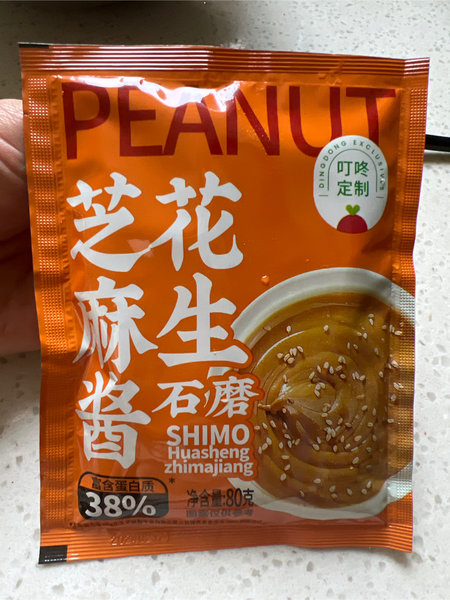 PEANUT
DINGDONG EXCLUSIVE
叮咚
定制
花生
芝麻酱
石磨
SHIMO
Huasheng
zhimajiang
富含蛋白质
38%*
净含量:80克
图案仅供参考